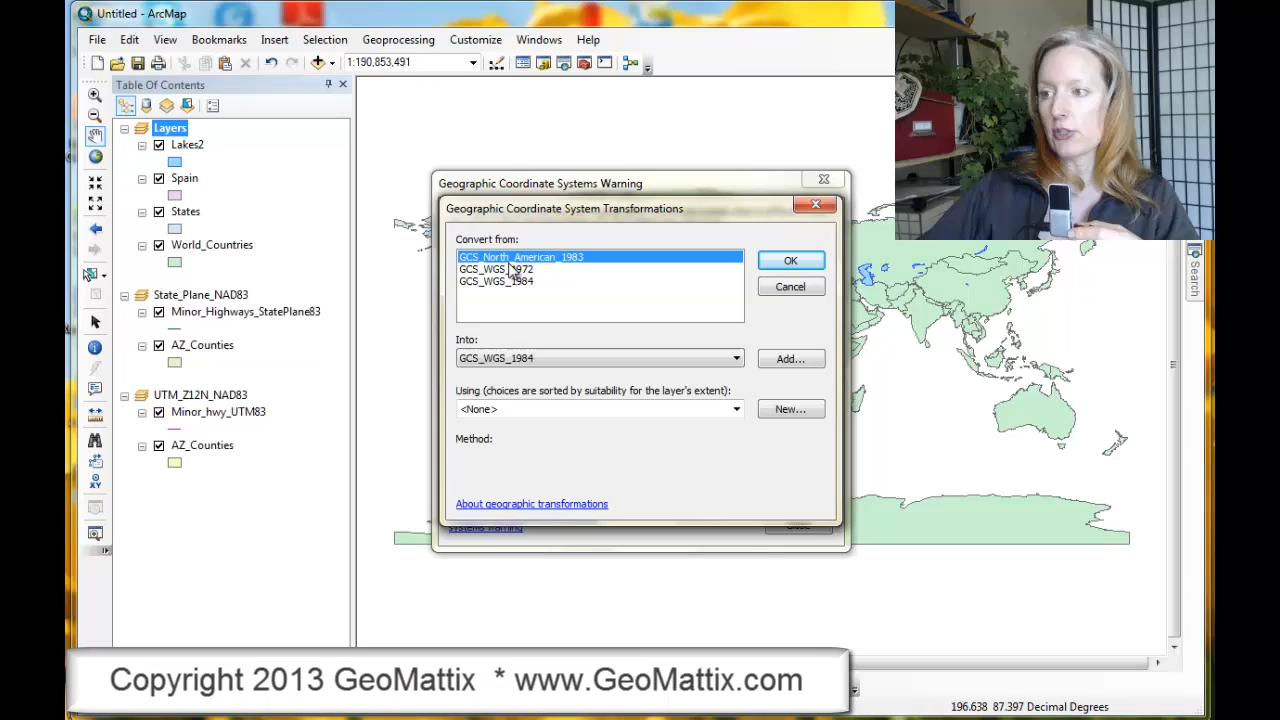 Untitled - ArcMap
File Edit View Bookmarks Insert Selection Geoprocessing Customize Windows Help
1:190,853,491
Table Of Contents
Layers
Lakes2
Spain
States
World_Countries
State_Plane_NAD83
Minor_Highways_StatePlane83
AZ_Counties
UTM_Z12N_NAD83
Minor_hwy_UTM83
AZ_Counties
Geographic Coordinate Systems Warning
Geographic Coordinate System Transformations
Convert from:
GCS_North_American_1983
GCS_WGS_1972
GCS_WGS_1984
OK
Cancel
Into:
GCS_WGS_1984
Add...
Using (choices are sorted by suitability for the layer's extent):
<None>
New...
Method:
About geographic transformations
systems warning
Close
Search
Copyright 2013 GeoMattix * www.GeoMattix.com
196.638 87.397 Decimal Degrees